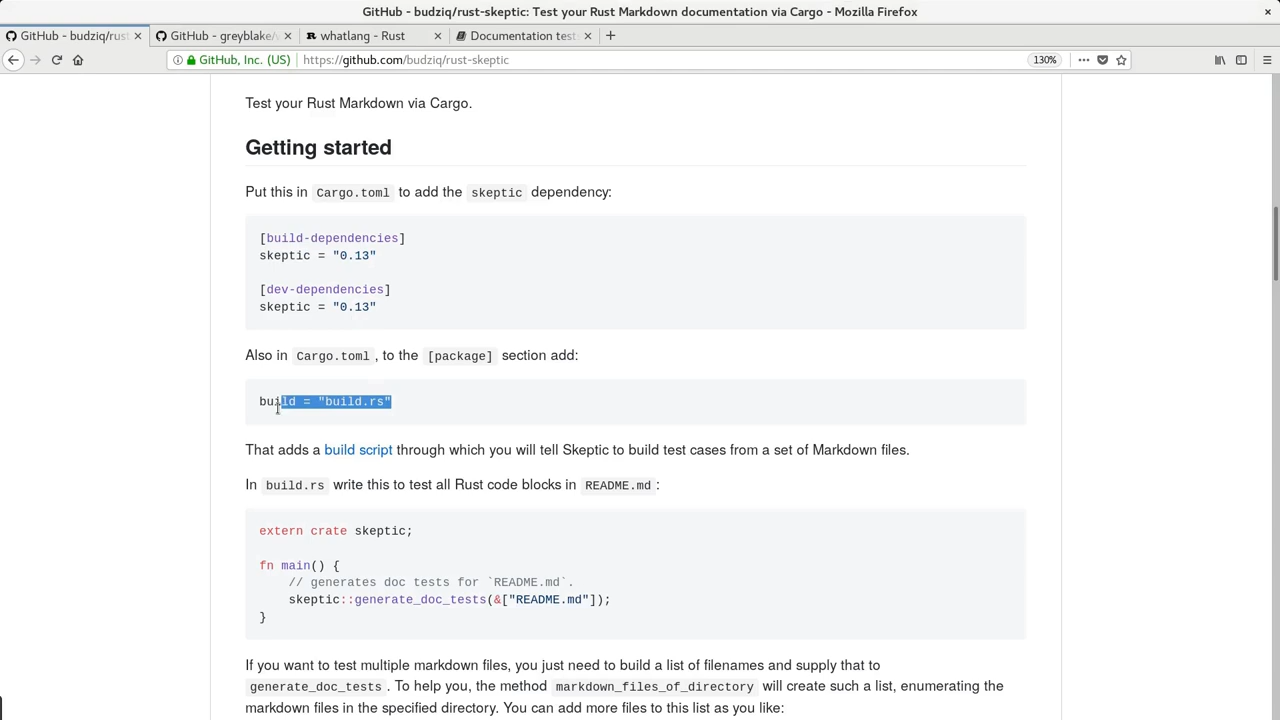 GitHub - budziq/rust-skeptic: Test your Rust Markdown documentation via Cargo - Mozilla Firefox
GitHub - budziq/rust
GitHub - greyblake/
whatlang - Rust
Documentation test
GitHub, Inc. (US)
https://github.com/budziq/rust-skeptic
130%
Test your Rust Markdown via Cargo.
Getting started
Put this in Cargo.toml to add the skeptic dependency:
[build-dependencies]
skeptic = "0.13"
[dev-dependencies]
skeptic = "0.13"
Also in Cargo.toml, to the [package] section add:
build = "build.rs"
That adds a build script through which you will tell Skeptic to build test cases from a set of Markdown files.
In build.rs write this to test all Rust code blocks in README.md:
extern crate skeptic;
fn main() {
    // generates doc tests for `README.md`.
    skeptic::generate_doc_tests(&["README.md"]);
}
If you want to test multiple markdown files, you just need to build a list of filenames and supply that to
generate_doc_tests. To help you, the method markdown_files_of_directory will create such a list, enumerating the
markdown files in the specified directory. You can add more files to this list as you like: